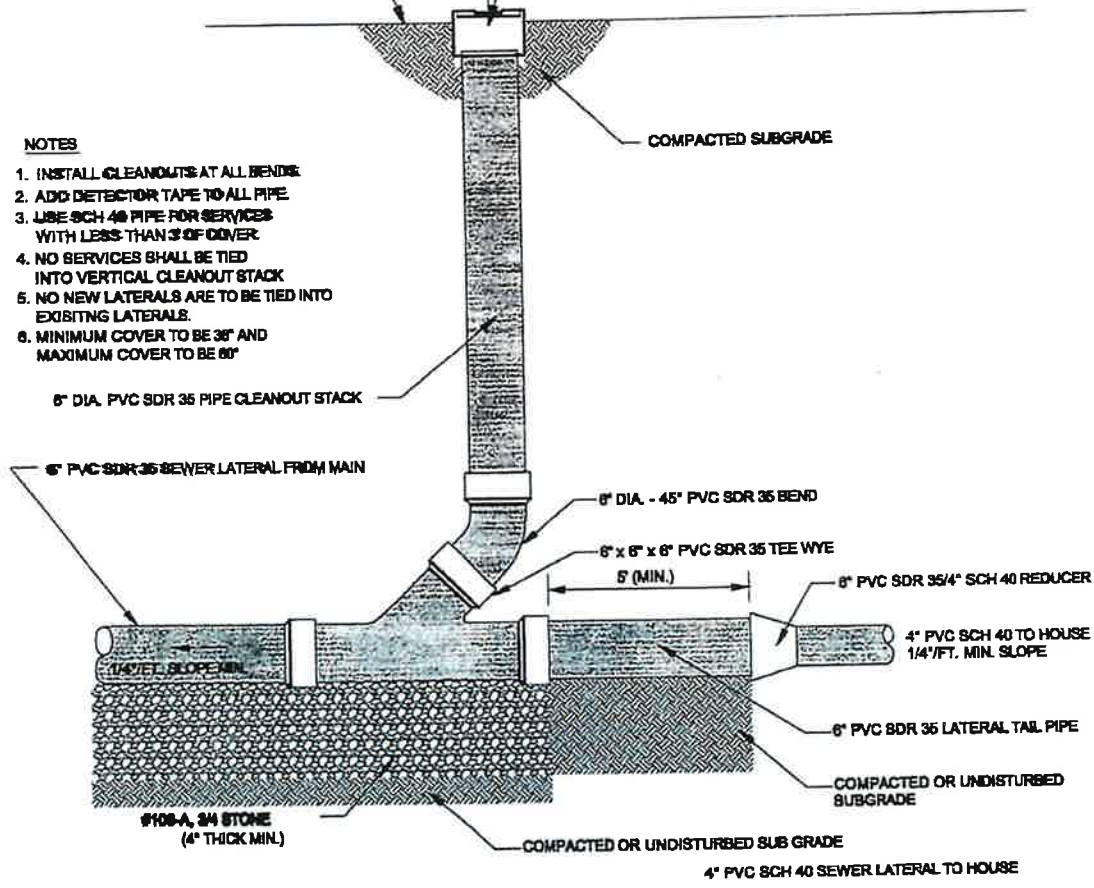 NOTES
1. INSTALL CLEANOUTS AT ALL BENDS.
2. ADD DETECTOR TAPE TO ALL PIPE.
3. USE SCH 40 PIPE FOR SERVICES
WITH LESS THAN 3' OF COVER.
4. NO SERVICES SHALL BE TIED
INTO VERTICAL CLEANOUT STACK
5. NO NEW LATERALS ARE TO BE TIED INTO
EXISITNG LATERALS.
6. MINIMUM COVER TO BE 36" AND
MAXIMUM COVER TO BE 60"
COMPACTED SUBGRADE
6" DIA. PVC SDR 35 PIPE CLEANOUT STACK
6" PVC SDR 35 SEWER LATERAL FROM MAIN
6" DIA. - 45° PVC SDR 35 BEND
6" x 6" x 6" PVC SDR 35 TEE WYE
5' (MIN.)
6" PVC SDR 35/4" SCH 40 REDUCER
4" PVC SCH 40 TO HOUSE
1/4"/FT. MIN. SLOPE
1/4"/FT. SLOPE MIN.
6" PVC SDR 35 LATERAL TAIL PIPE
COMPACTED OR UNDISTURBED
SUBGRADE
#108-A, 3/4 STONE
(4" THICK MIN.)
COMPACTED OR UNDISTURBED SUB GRADE
4" PVC SCH 40 SEWER LATERAL TO HOUSE